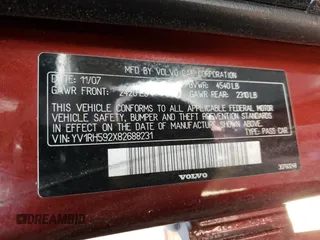 MFD. BY VOLVO CAR CORPORATION
DATE: 11/07 GVWR: 4540 LB
GAWR FRONT: 2420 LB GAWR REAR: 2310 LB
THIS VEHICLE CONFORMS TO ALL APPLICABLE FEDERAL MOTOR
VEHICLE SAFETY, BUMPER AND THEFT PREVENTION STANDARDS
IN EFFECT ON THE DATE OF MANUFACTURE SHOWN ABOVE.
VIN: YV1RH592X82688231 TYPE: PASS. CAR
VOLVO
DREAMBID